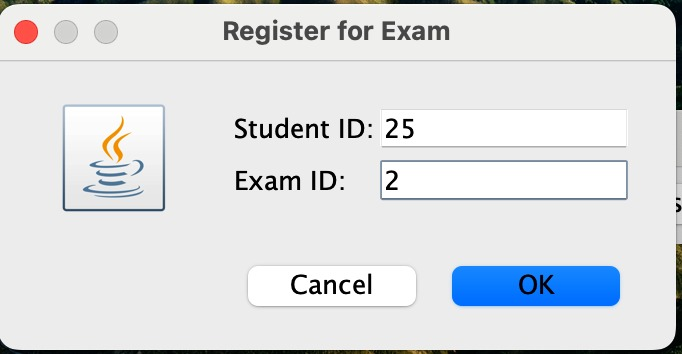 Register for Exam
Student ID: 25
Exam ID: 2
Cancel OK
s